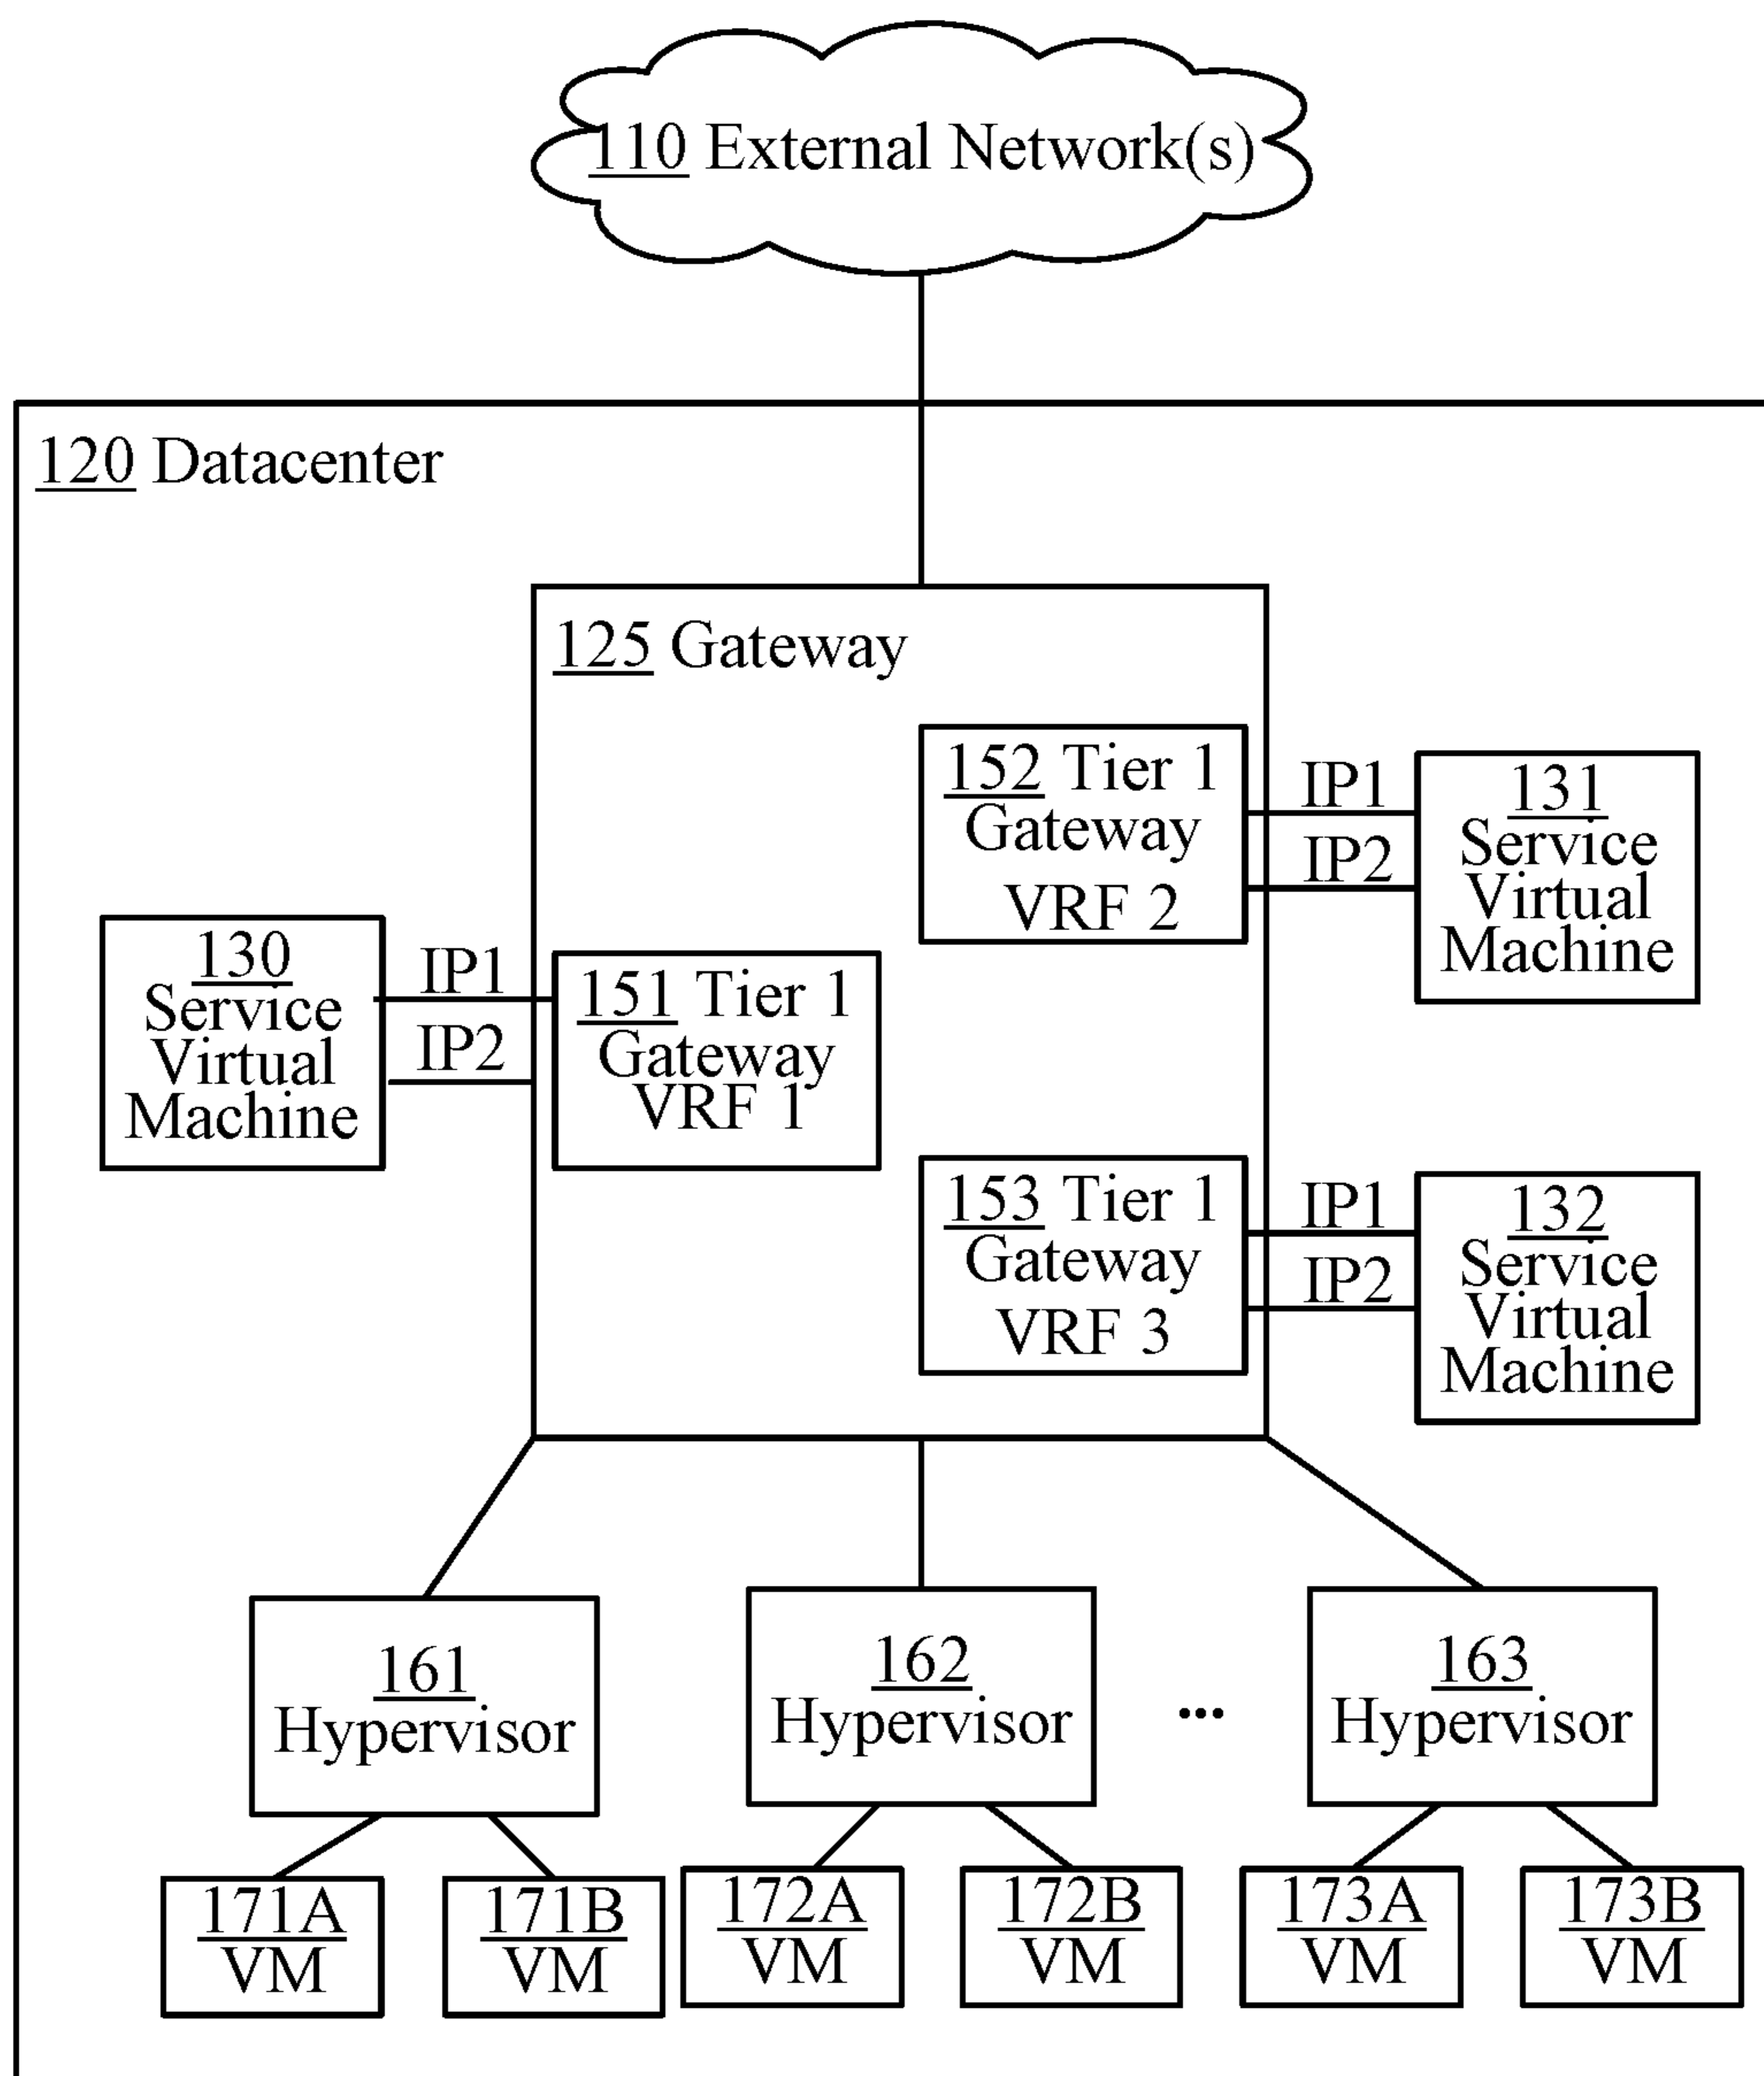 110 External Network(s)
120 Datacenter
125 Gateway
152 Tier 1
Gateway
VRF 2
IP1
IP2
131
Service
Virtual
Machine
130
Service
Virtual
Machine
IP1
IP2
151 Tier 1
Gateway
VRF 1
153 Tier 1
Gateway
VRF 3
IP1
IP2
132
Service
Virtual
Machine
161
Hypervisor
162
Hypervisor
...
163
Hypervisor
171A
VM
171B
VM
172A
VM
172B
VM
173A
VM
173B
VM